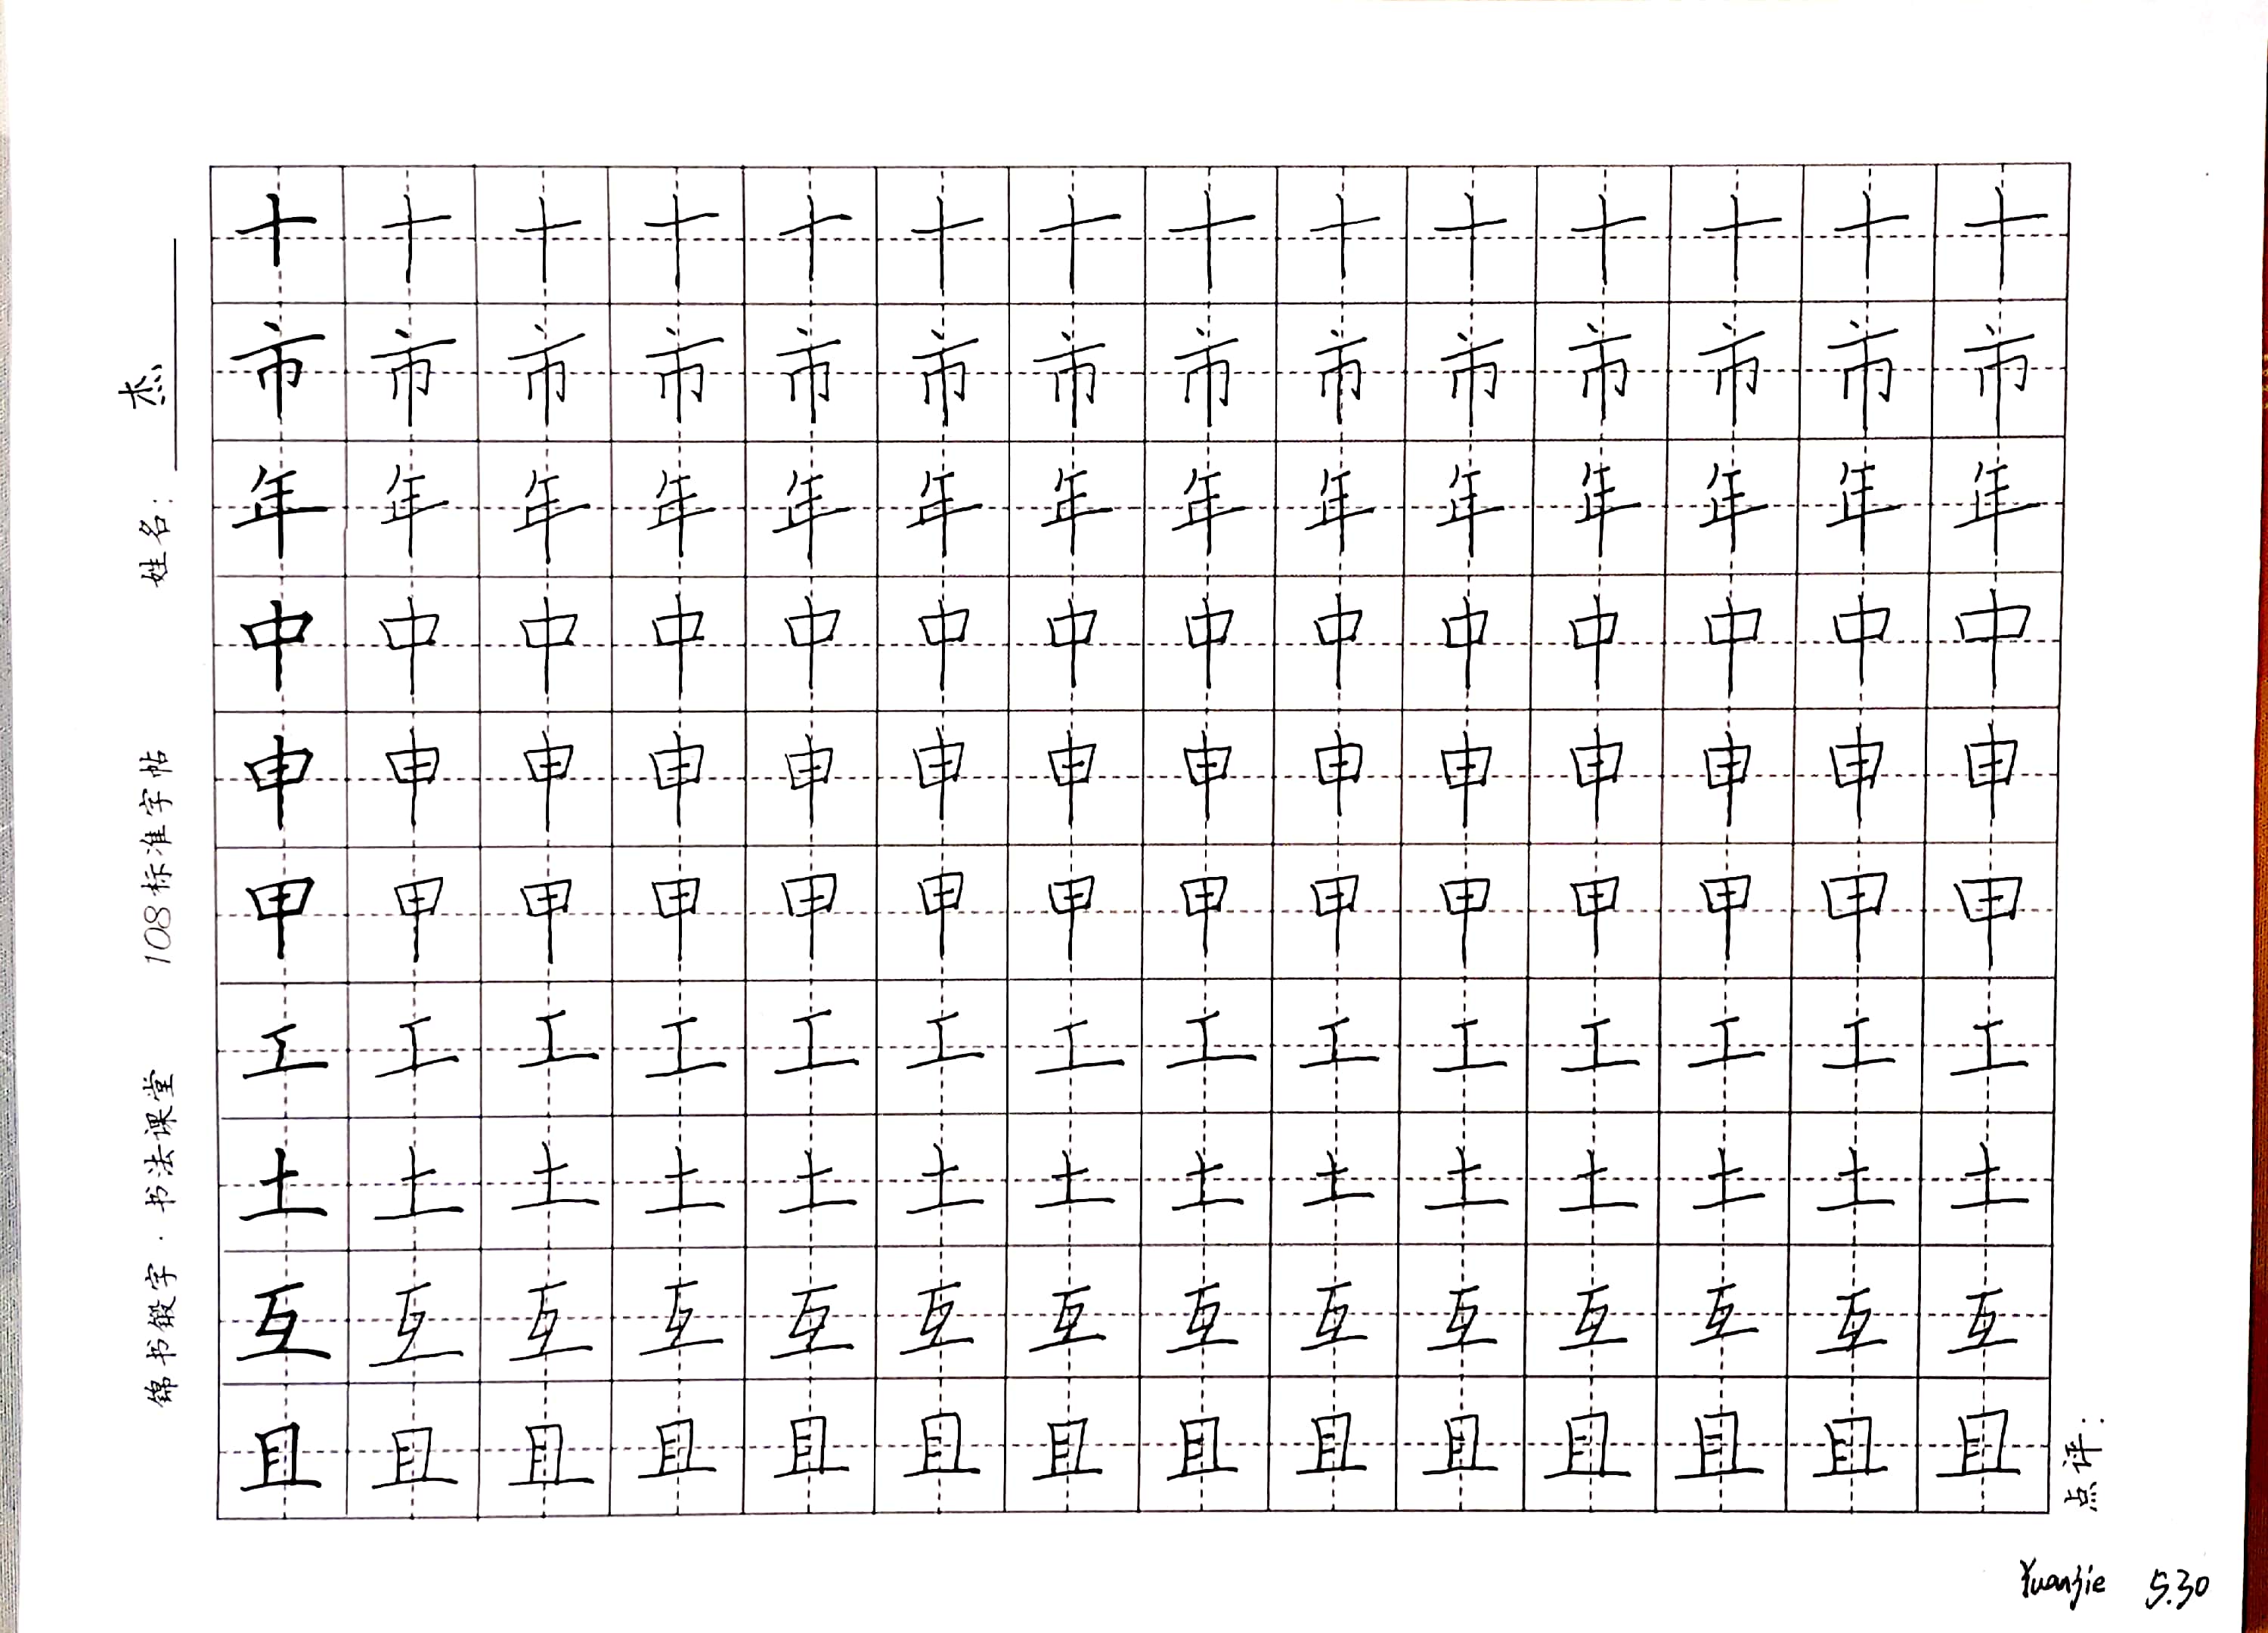 锦书锻字·书法课堂 108标准字帖 姓名: 杰
十十十十十十十十十十十十十十
市市市市市市市市市市市市市市
年年年年年年年年年年年年年年
中中中中中中中中中中中中中中
申申申申申申申申申申申申申申
甲甲甲甲甲甲甲甲甲甲甲甲甲甲
工工工工工工工工工工工工工工
土土土土土土土土土土土土土土
互互互互互互互互互互互互互互
且且且且且且且且且且且且且且
点评:
Yuanjie 5.30